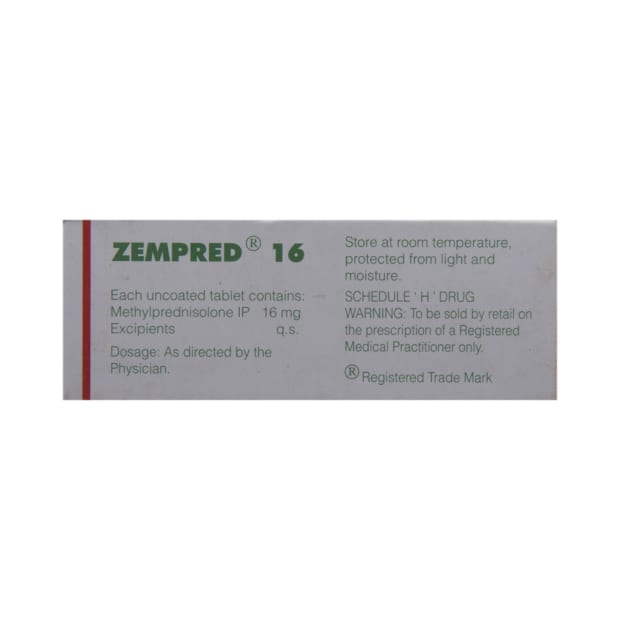 ZEMPRED® 16
Each uncoated tablet contains:
Methylprednisolone IP 16 mg
Excipients q.s.
Dosage: As directed by the
Physician.
Store at room temperature,
protected from light and
moisture.
SCHEDULE ' H ' DRUG
WARNING: To be sold by retail on
the prescription of a Registered
Medical Practitioner only.
® Registered Trade Mark